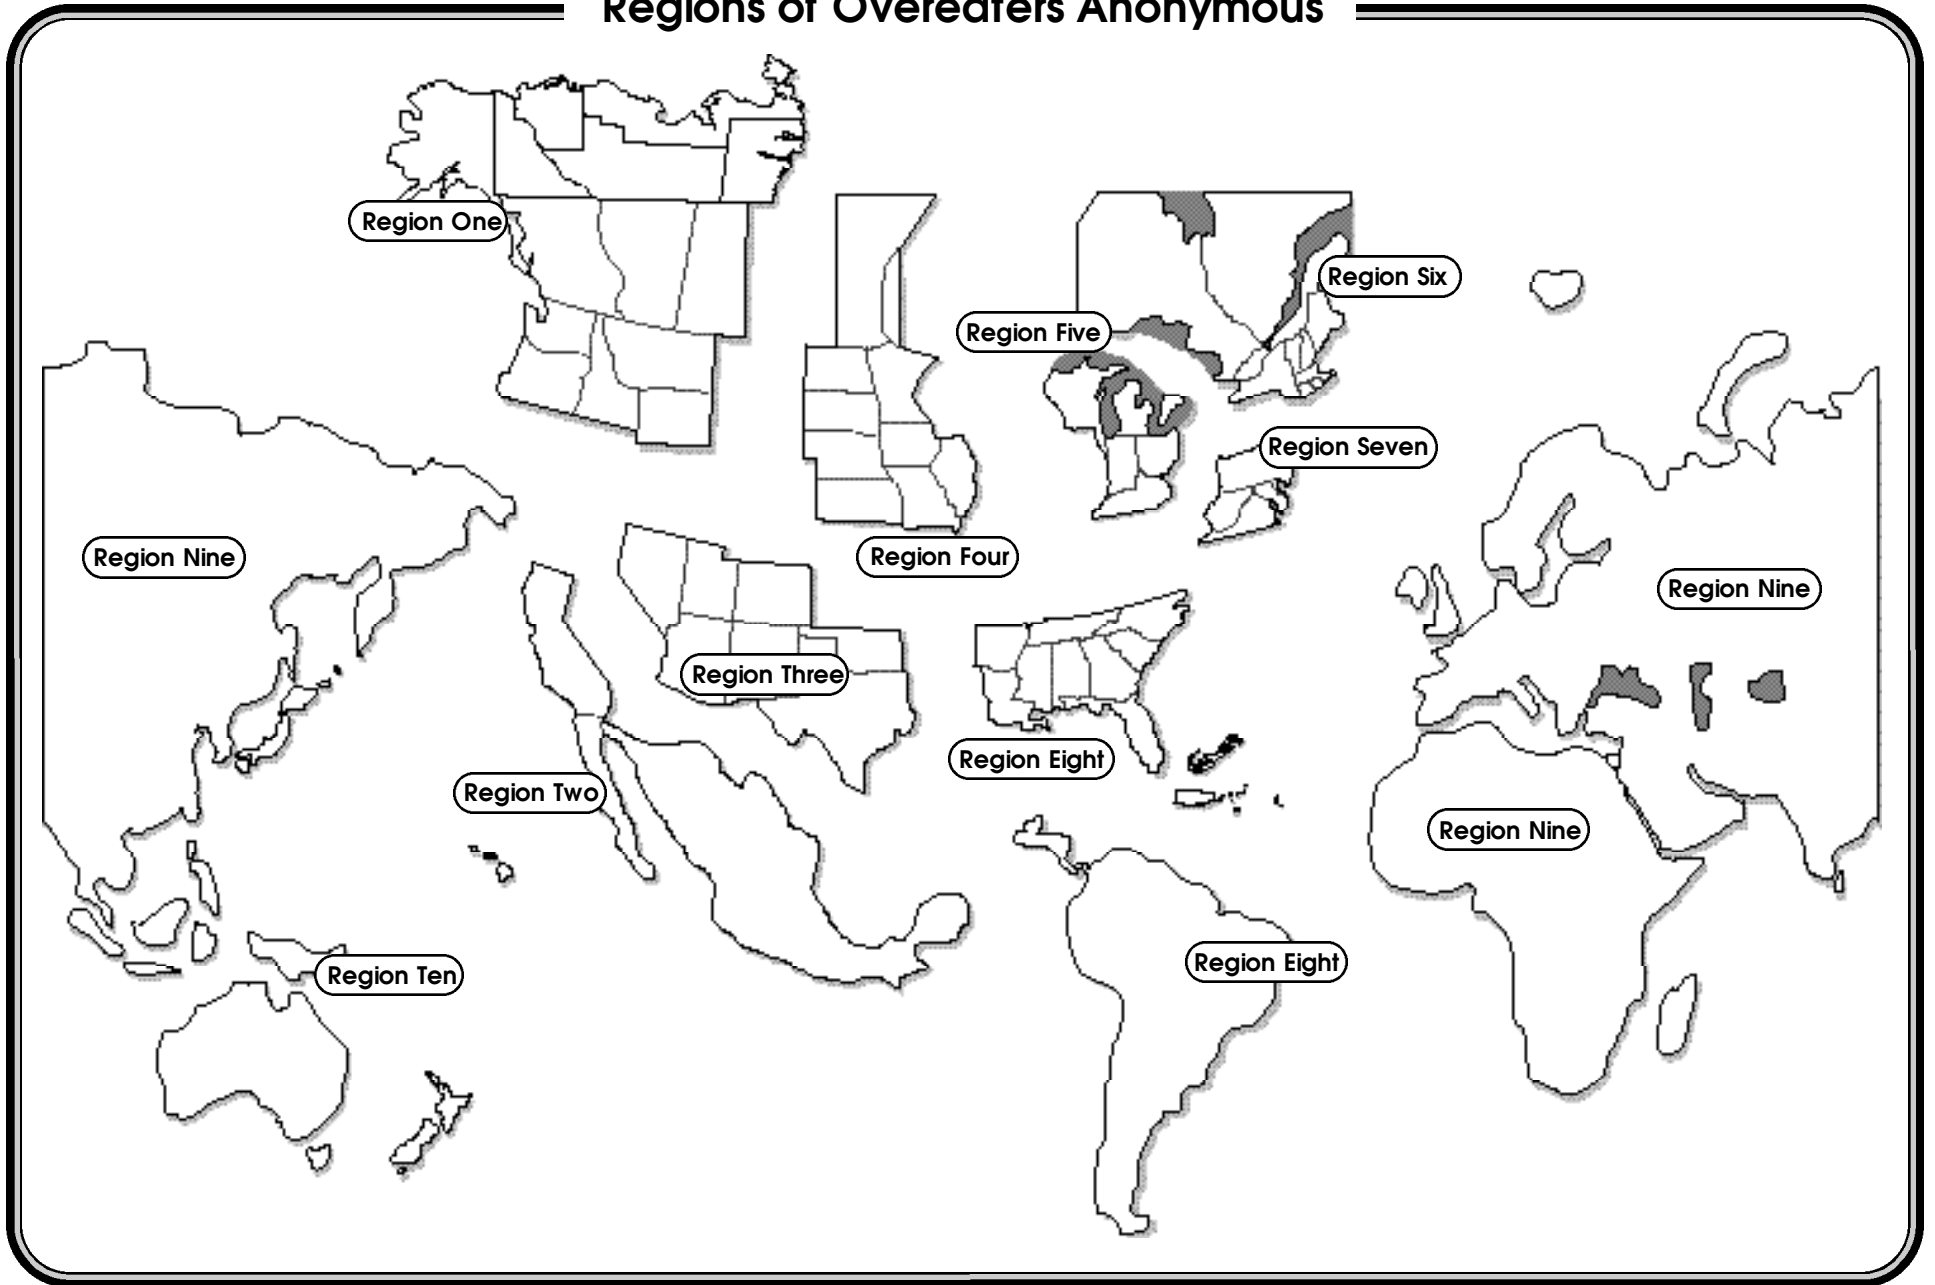 Regions of Overeaters Anonymous
Region One
Region Six
Region Five
Region Seven
Region Nine
Region Four
Region Nine
Region Three
Region Eight
Region Two
Region Nine
Region Eight
Region Ten